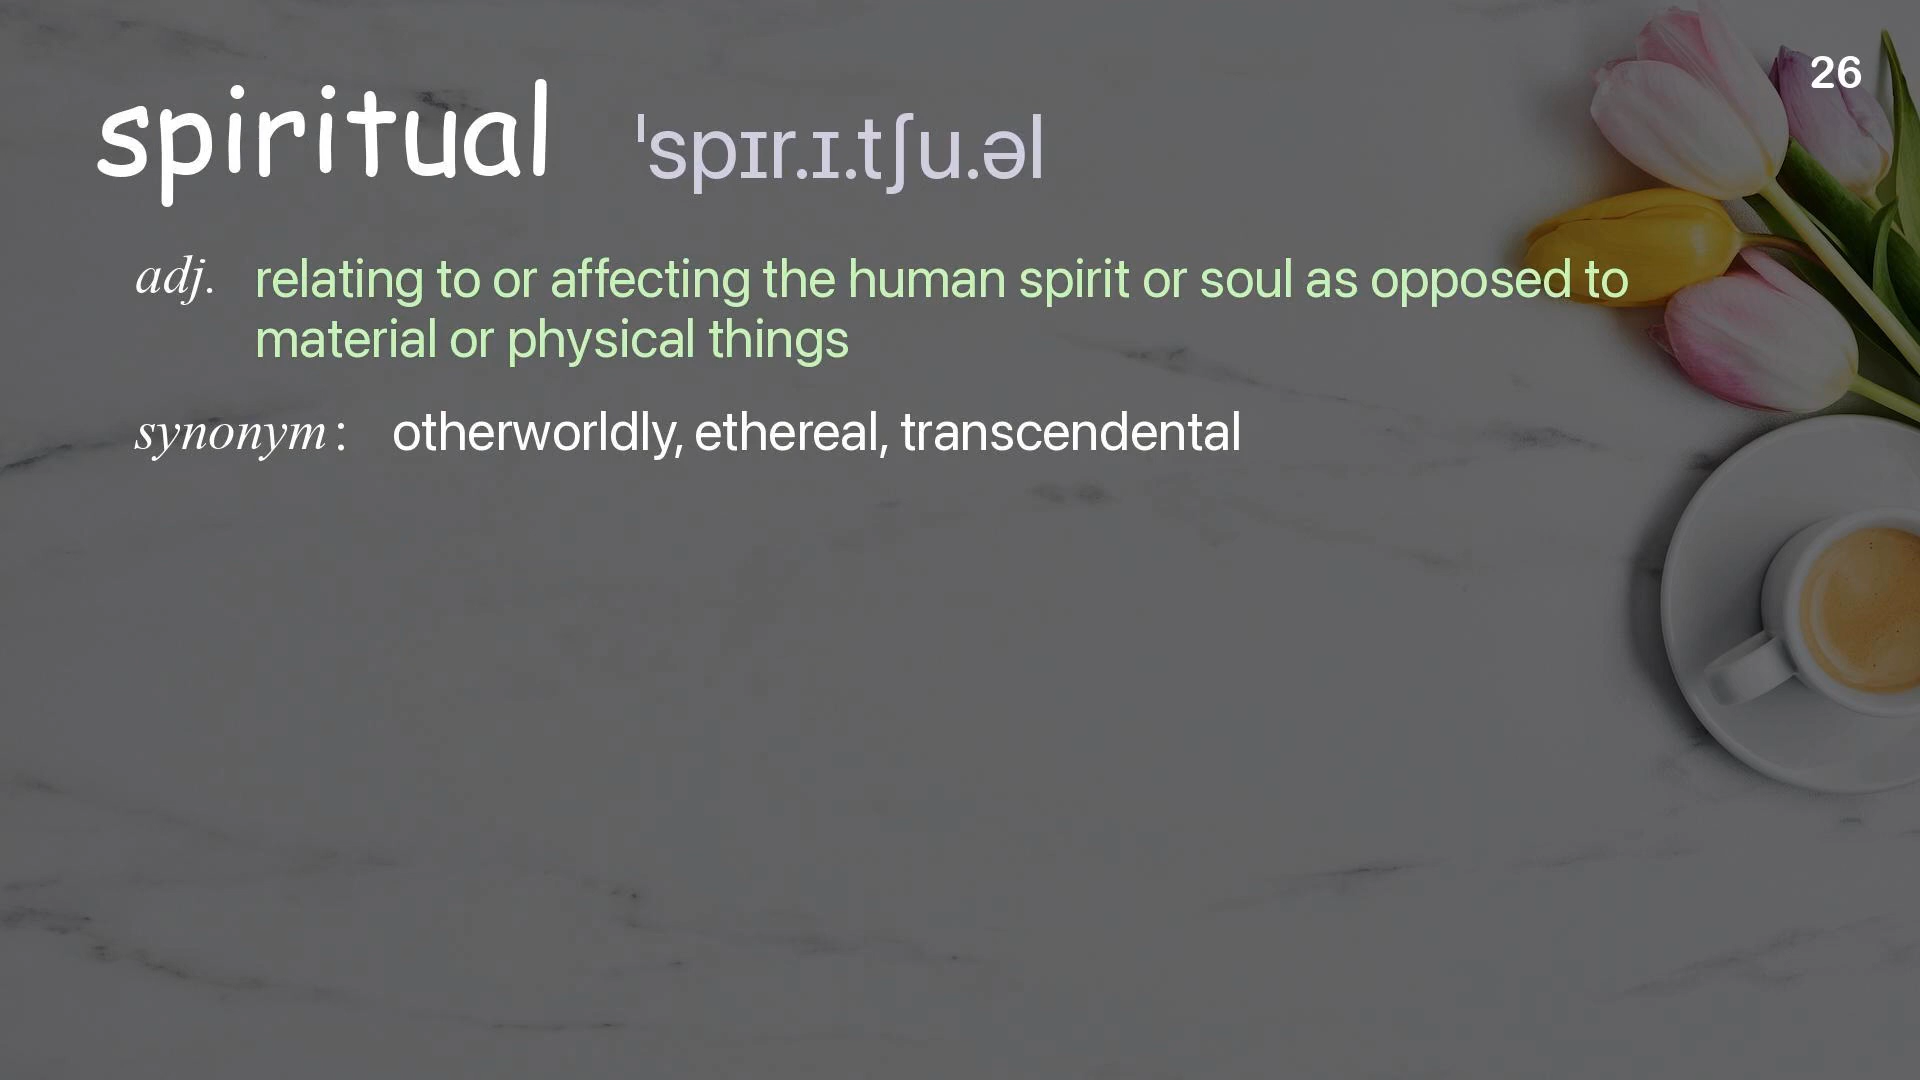 26
spiritual ˈspɪr.ɪ.tʃu.əl
adj. relating to or affecting the human spirit or soul as opposed to
material or physical things
synonym: otherworldly, ethereal, transcendental